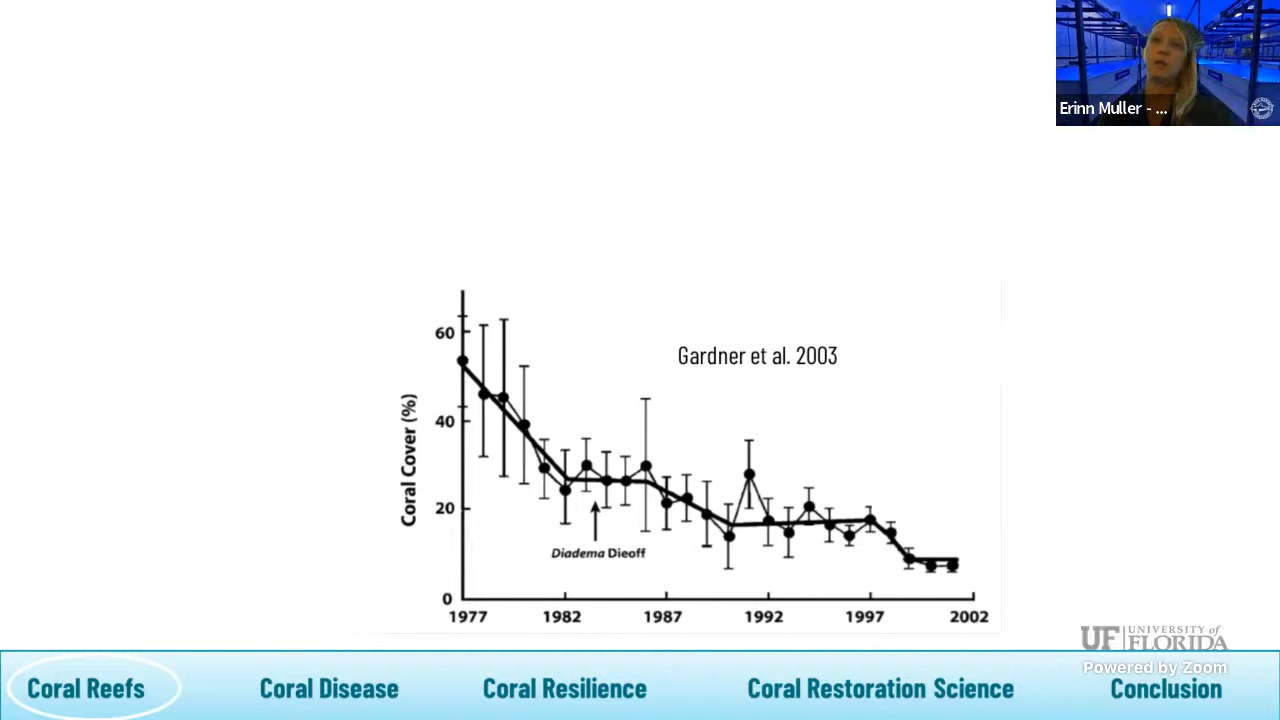 Erinn Muller - ...
Gardner et al. 2003
Coral Cover (%)
60
40
20
0
Diadema Dieoff
1977 1982 1987 1992 1997 2002
UF UNIVERSITY of
FLORIDA
Powered by Zoom
Coral Reefs Coral Disease Coral Resilience Coral Restoration Science Conclusion